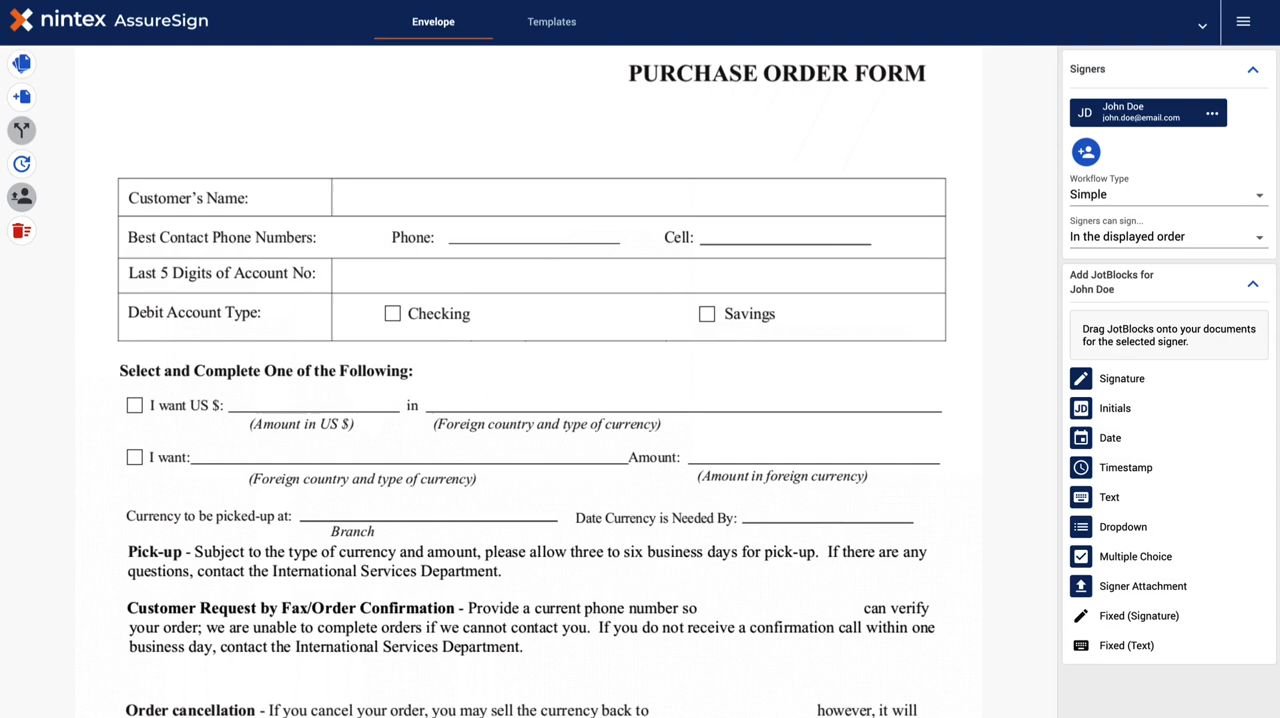 nintex AssureSign
Envelope
Templates
PURCHASE ORDER FORM
Customer's Name:
Best Contact Phone Numbers: Phone: Cell:
Last 5 Digits of Account No:
Debit Account Type: Checking Savings
Select and Complete One of the Following:
I want US $: in
(Amount in US $) (Foreign country and type of currency)
I want: Amount:
(Foreign country and type of currency) (Amount in foreign currency)
Currency to be picked-up at: Date Currency is Needed By:
Branch
Pick-up - Subject to the type of currency and amount, please allow three to six business days for pick-up. If there are any
questions, contact the International Services Department.
Customer Request by Fax/Order Confirmation - Provide a current phone number so can verify
your order; we are unable to complete orders if we cannot contact you. If you do not receive a confirmation call within one
business day, contact the International Services Department.
Order cancellation - If you cancel your order, you may sell the currency back to however, it will
Signers
JD John Doe
john.doe@email.com
Workflow Type
Simple
Signers can sign...
In the displayed order
Add JotBlocks for
John Doe
Drag JotBlocks onto your documents
for the selected signer.
Signature
JD Initials
Date
Timestamp
Text
Dropdown
Multiple Choice
Signer Attachment
Fixed (Signature)
Fixed (Text)